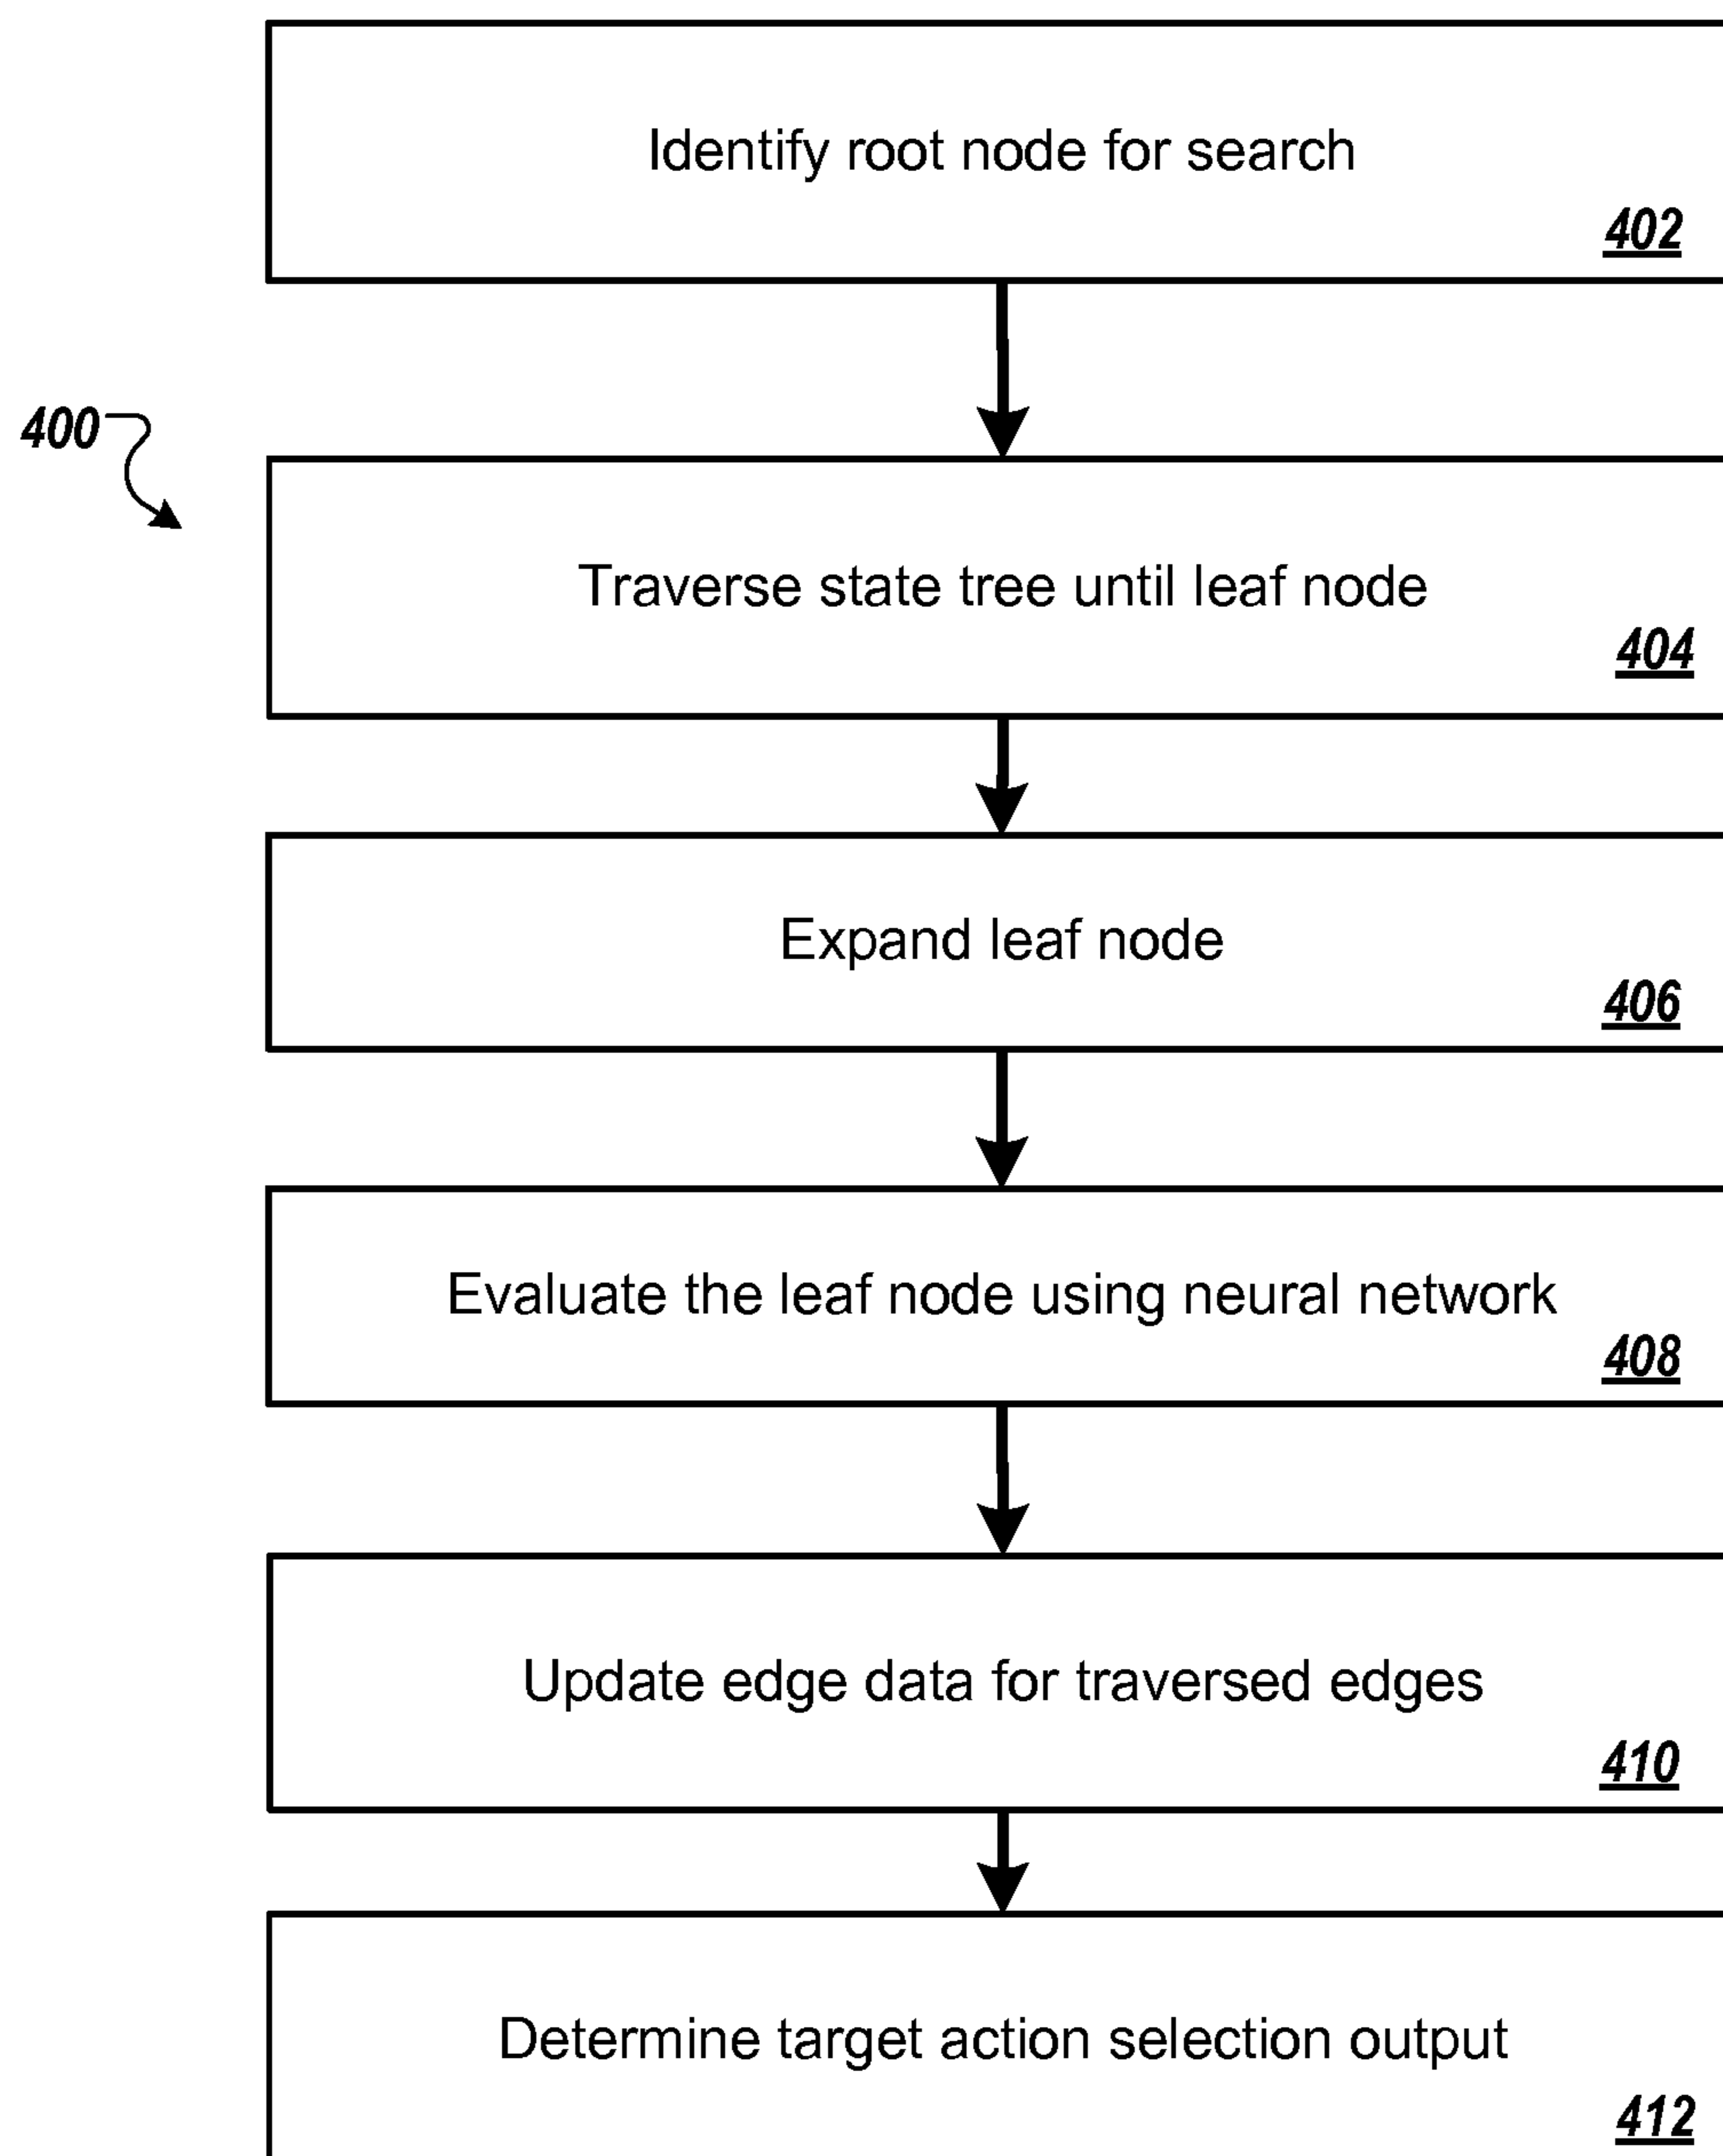 Identify root node for search
402
400
Traverse state tree until leaf node
404
Expand leaf node
406
Evaluate the leaf node using neural network
408
Update edge data for traversed edges
410
Determine target action selection output
412